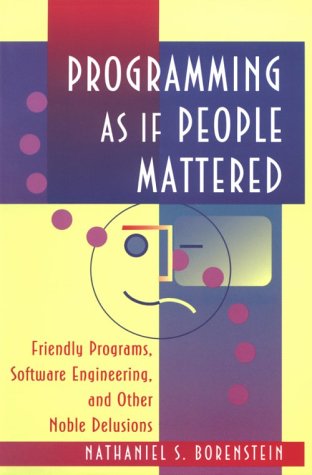 PROGRAMMING
AS IF PEOPLE
MATTERED
Friendly Programs,
Software Engineering,
and Other
Noble Delusions
NATHANIEL S. BORENSTEIN